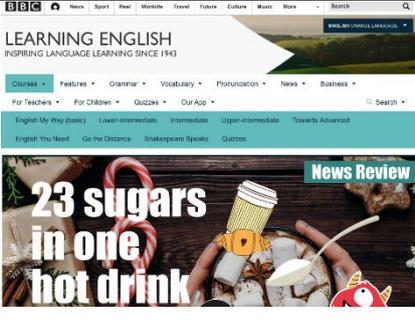 BBC News Sport Reel Worklife Travel Future Culture Music More Search
LEARNING ENGLISH
INSPIRING LANGUAGE LEARNING SINCE 1943
ENGLISH CHANGE LANGUAGE
Courses Features Grammar Vocabulary Pronunciation News Business
For Teachers For Children Quizzes Our App Search
English My Way (basic) Lower-intermediate Intermediate Upper-intermediate Towards Advanced
English You Need Go the Distance Shakespeare Speaks Quizzes
News Review
23 sugars
in one
hot drink